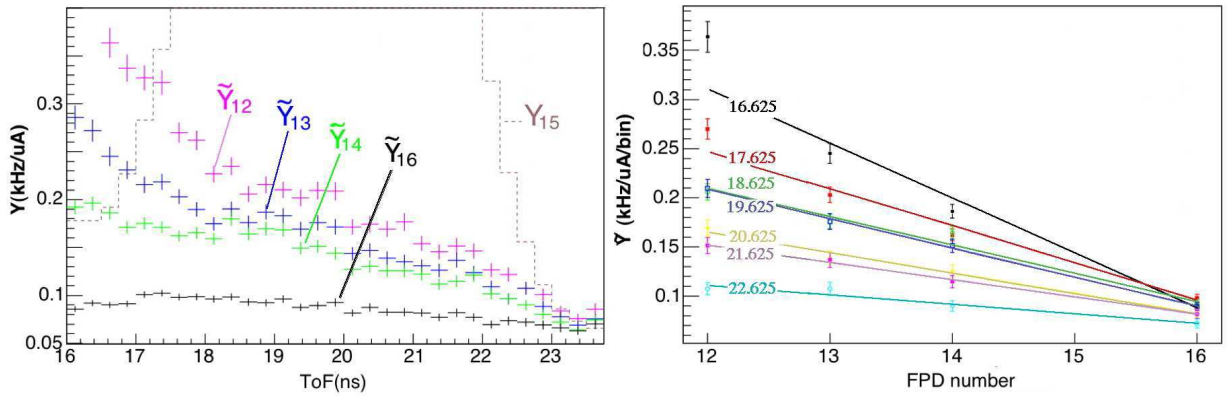 Y(kHz/uA)
0.3
0.2
0.1
0.05
16 17 18 19 20 21 22 23
ToF(ns)
Ỹ12
Ỹ13
Ỹ14
Ỹ16
Y15
Ỹ (kHz/uA/bin)
0.35
0.3
0.25
0.2
0.15
0.1
16.625
17.625
18.625
19.625
20.625
21.625
22.625
12 13 14 15 16
FPD number